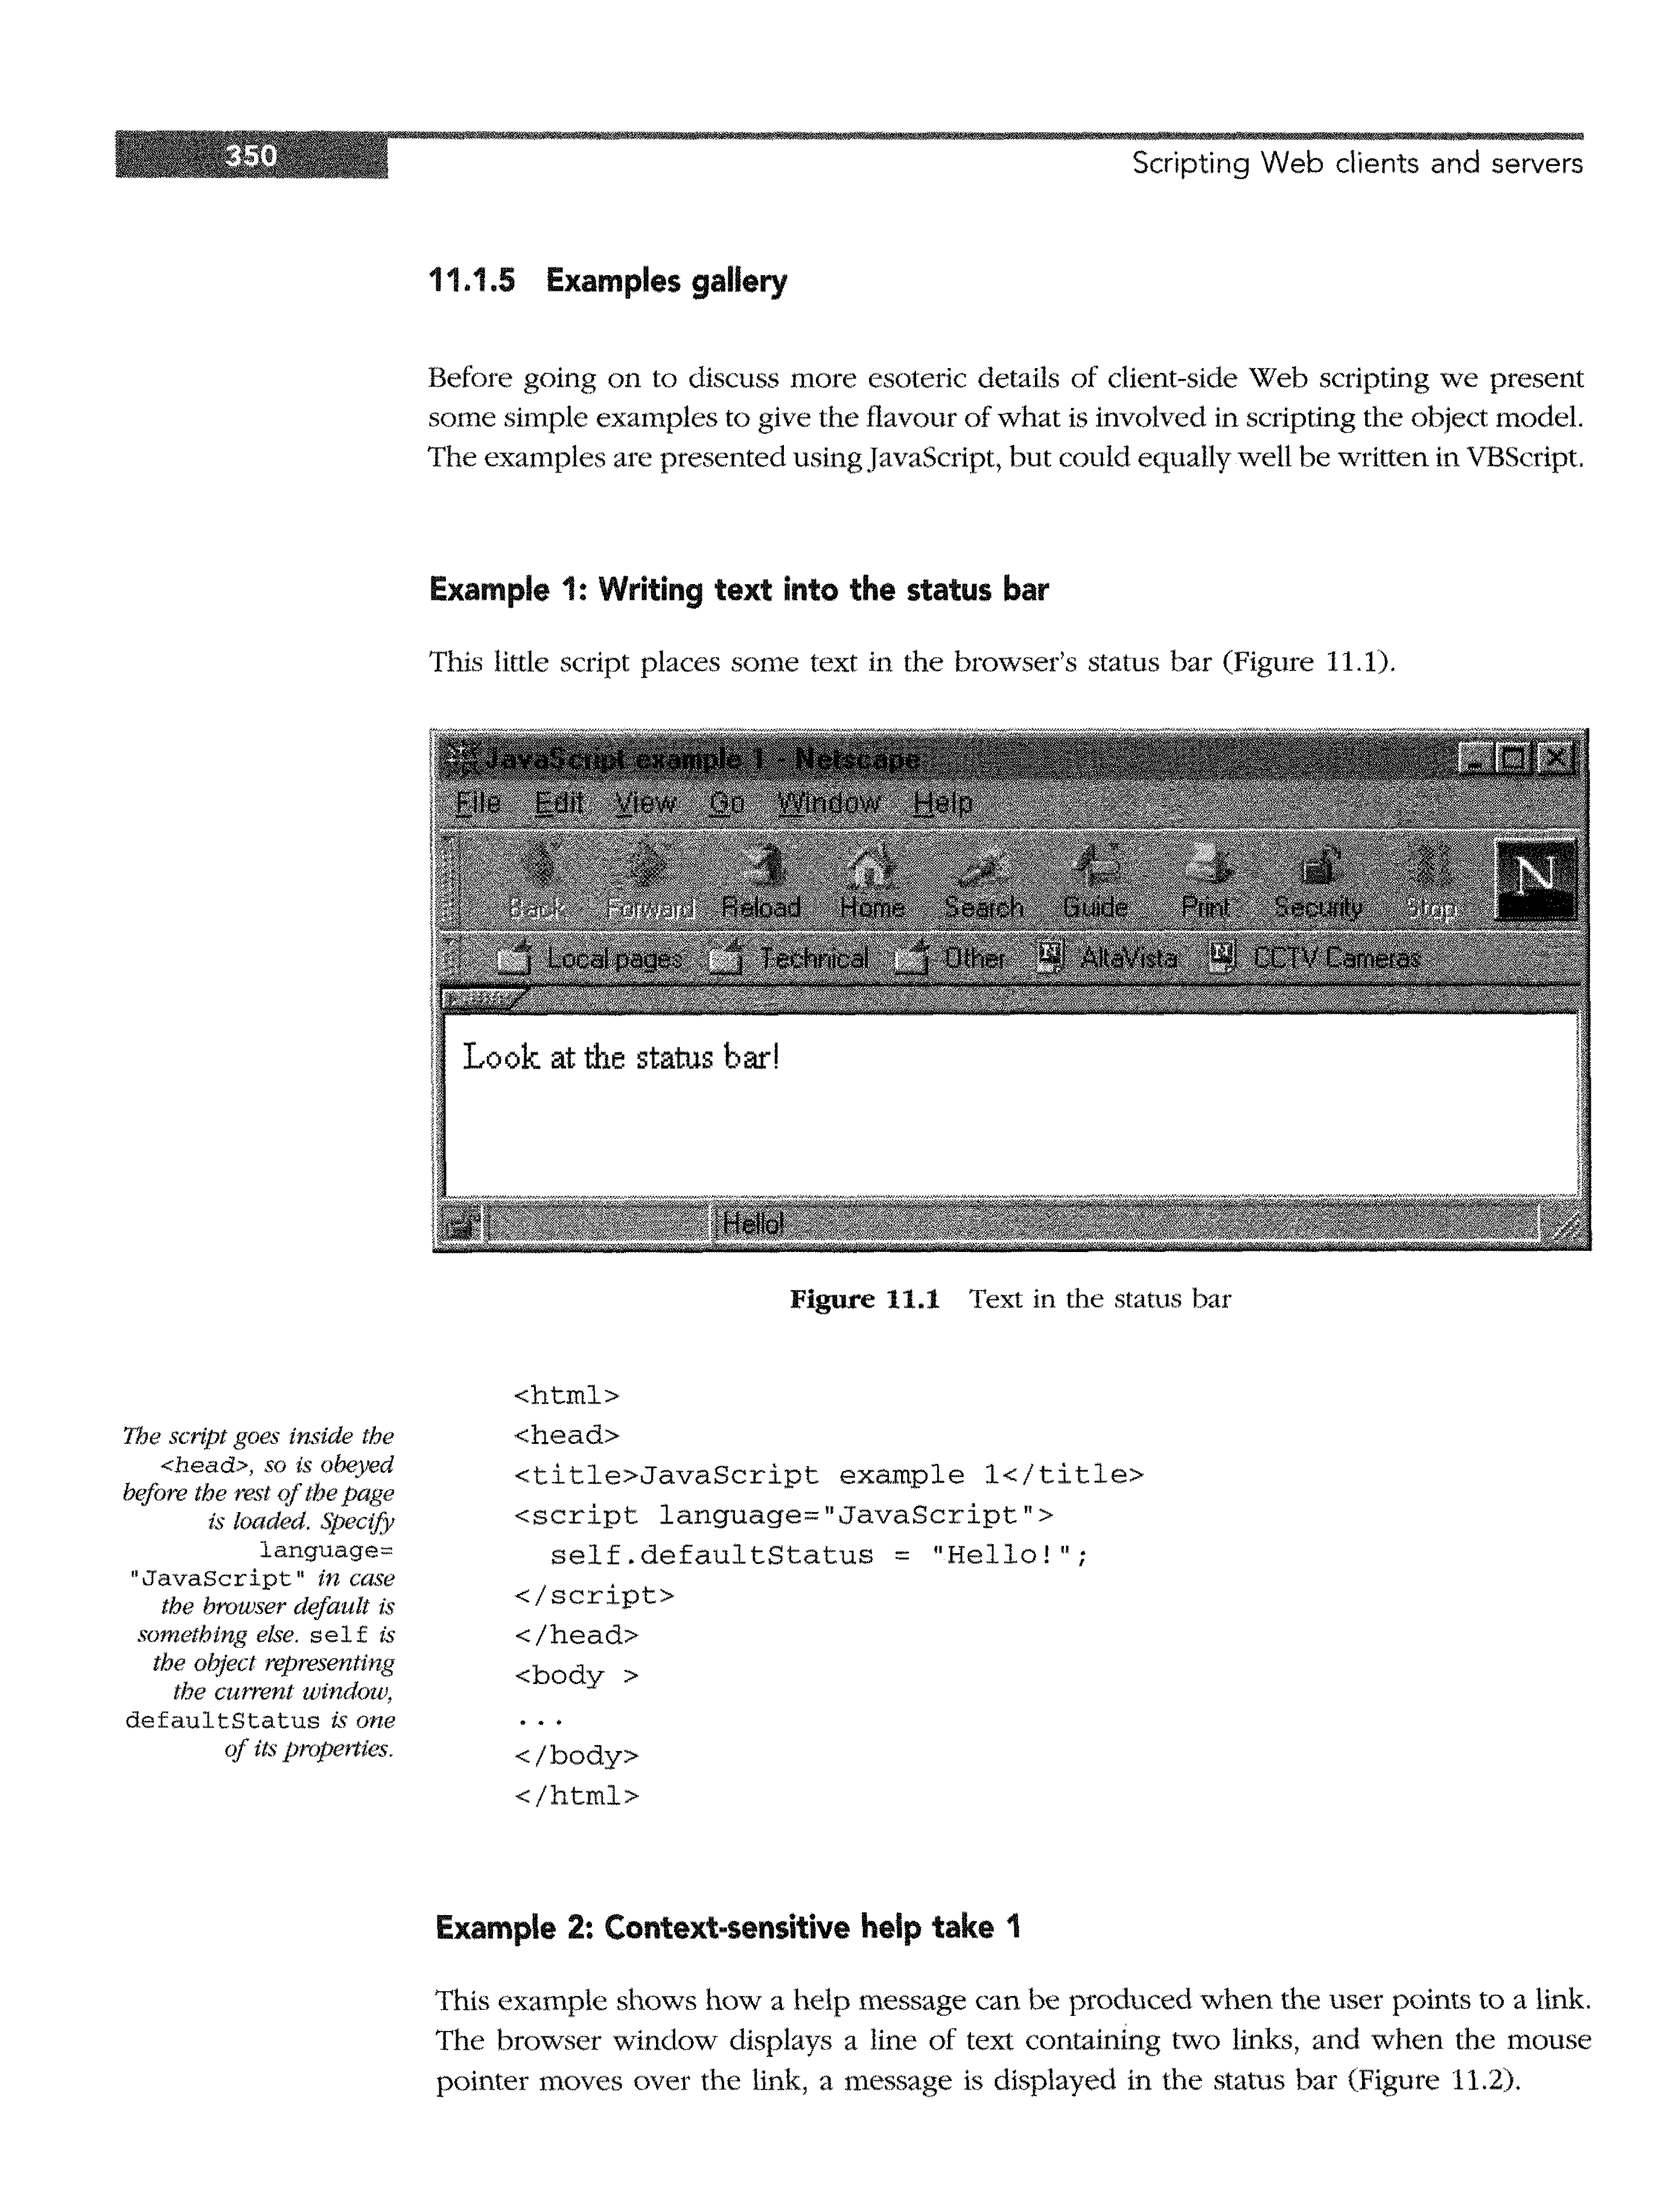 350
Scripting Web clients and servers
11.1.5 Examples gallery
Before going on to discuss more esoteric details of client-side Web scripting we present
some simple examples to give the flavour of what is involved in scripting the object model.
The examples are presented using JavaScript, but could equally well be written in VBScript.
Example 1: Writing text into the status bar
This little script places some text in the browser's status bar (Figure 11.1).
JavaScript example 1 - Netscape
File Edit View Go Window Help
Back Forward Reload Home Search Guide Print Security Stop
N
Local pages Technical Other AltaVista CCTV Cameras
Look at the status bar!
Hello!
Figure 11.1 Text in the status bar
The script goes inside the
<head>, so is obeyed
before the rest of the page
is loaded. Specify
language=
"JavaScript" in case
the browser default is
something else. self is
the object representing
the current window,
defaultStatus is one
of its properties.
<html>
<head>
<title>JavaScript example 1</title>
<script language="JavaScript">
self.defaultStatus = "Hello!";
</script>
</head>
<body >
...
</body>
</html>
Example 2: Context-sensitive help take 1
This example shows how a help message can be produced when the user points to a link.
The browser window displays a line of text containing two links, and when the mouse
pointer moves over the link, a message is displayed in the status bar (Figure 11.2).